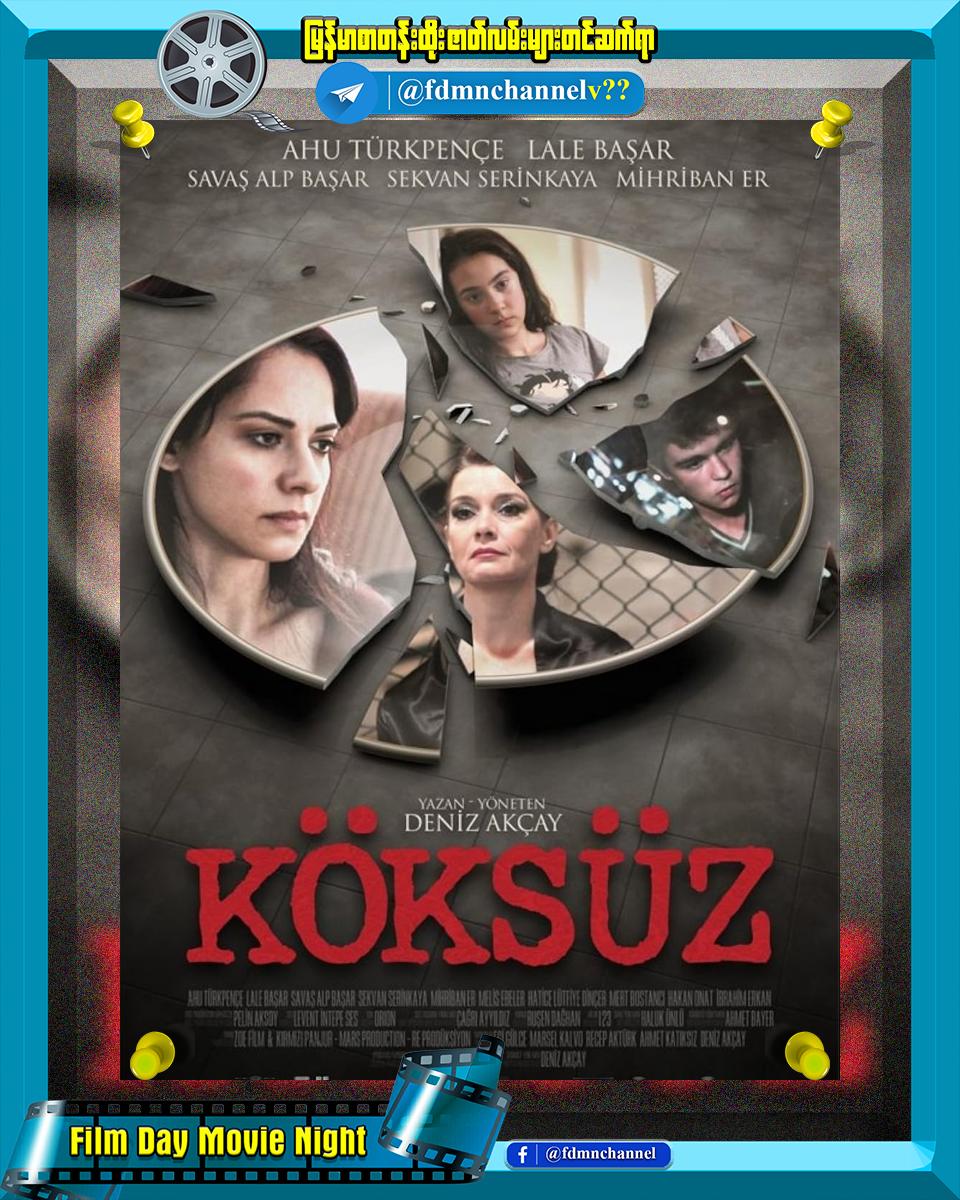 မြန်မာစာတန်းထိုးဇာတ်လမ်းများတင်ဆက်ရာ
@fdmnchannelv??
AHU TÜRKPENÇE LALE BAŞAR
SAVAŞ ALP BAŞAR SEKVAN SERİNKAYA MİHRİBAN ER
YAZAN - YÖNETEN
DENİZ AKÇAY
KÖKSÜZ
AHU TÜRKPENÇE LALE BAŞAR SAVAŞ ALP BAŞAR SEKVAN SERİNKAYA MİHRİBAN ER MELİS EBELER HATİCE LÜTFİYE DİNÇER MERT BOSTANCI HAKAN ONAT İBRAHİM ERKAN
PELİN AKSOY LEVENT İNTEPE SES ORION ÇAĞRI AYYILDIZ RUŞEN DAĞHAN 123 HALUK ÜNLÜ AHMET BAYER
ZOE FİLM & KIRMIZI PANJUR - MARS PRODUCTION - RE PRODÜKSİYON MARSEL KALVO RECEP AKTÜRK AHMET KATIKSIZ DENİZ AKÇAY
DENİZ AKÇAY
Film Day Movie Night
@fdmnchannel